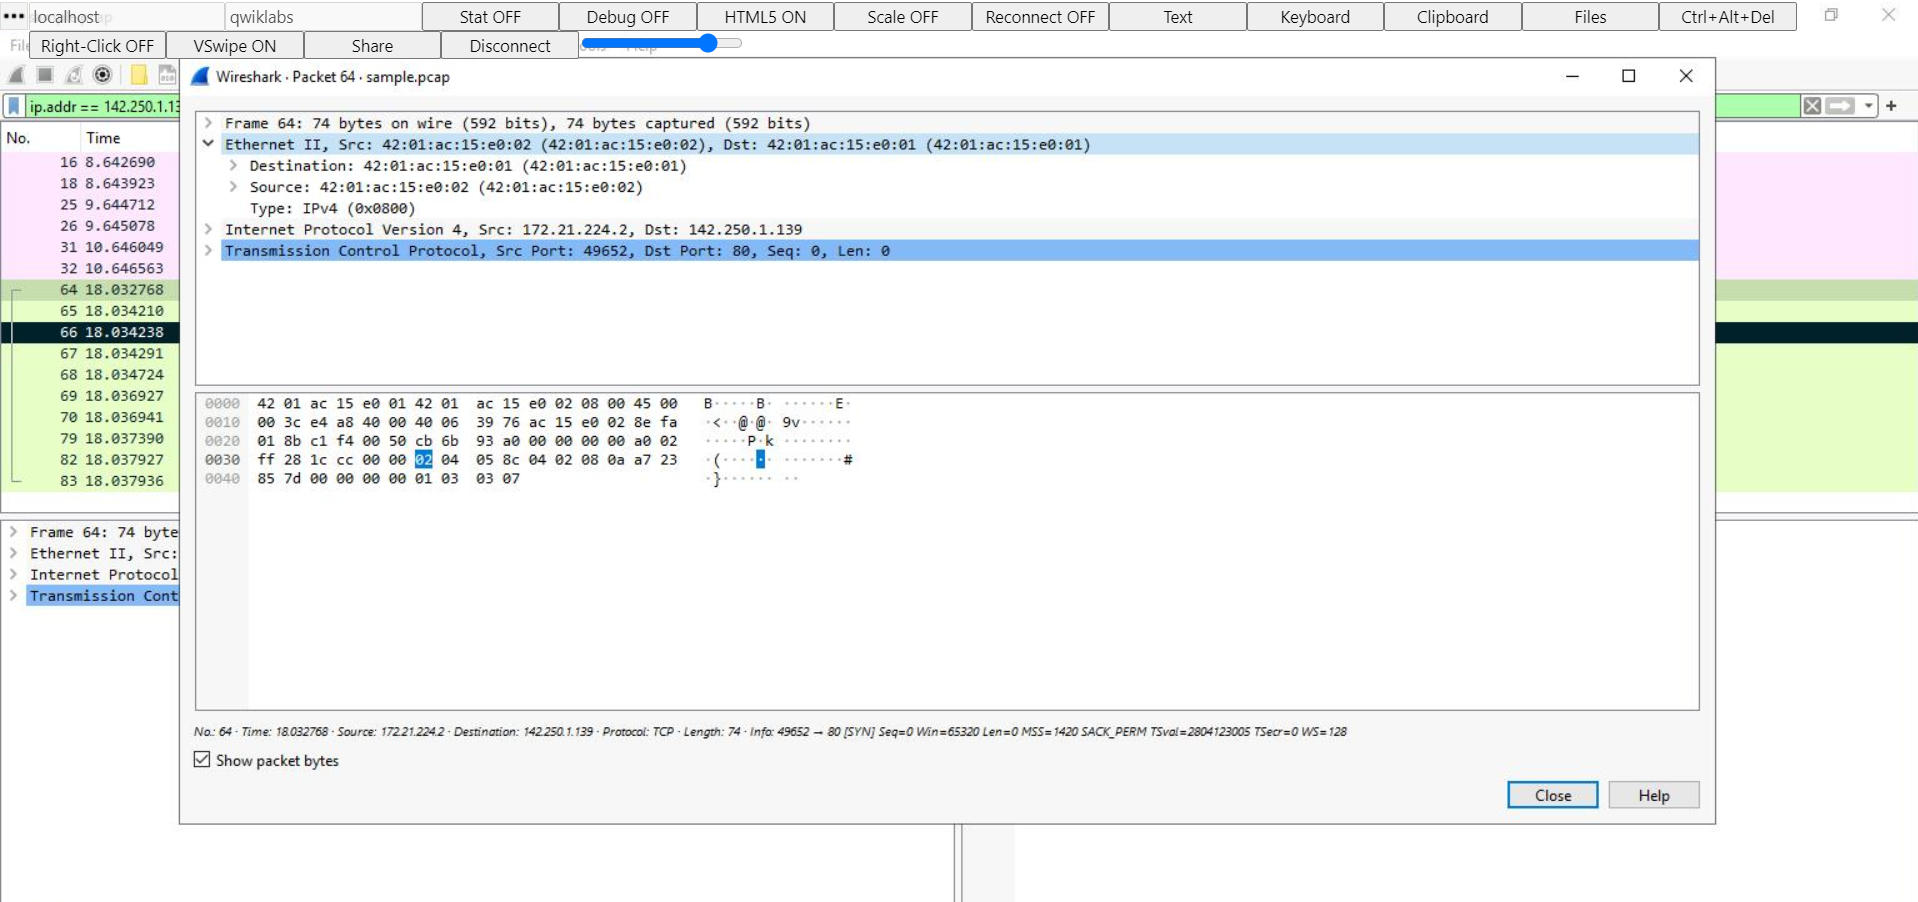 localhost qwiklabs Stat OFF Debug OFF HTML5 ON Scale OFF Reconnect OFF Text Keyboard Clipboard Files Ctrl+Alt+Del
Right-Click OFF VSwipe ON Share Disconnect
Wireshark · Packet 64 · sample.pcap
ip.addr == 142.250.1.13
No. Time
16 8.642690
18 8.643923
25 9.644712
26 9.645078
31 10.646049
32 10.646563
64 18.032768
65 18.034210
66 18.034238
67 18.034291
68 18.034724
69 18.036927
70 18.036941
79 18.037390
82 18.037927
83 18.037936
Frame 64: 74 byte
Ethernet II, Src:
Internet Protocol
Transmission Cont
Frame 64: 74 bytes on wire (592 bits), 74 bytes captured (592 bits)
Ethernet II, Src: 42:01:ac:15:e0:02 (42:01:ac:15:e0:02), Dst: 42:01:ac:15:e0:01 (42:01:ac:15:e0:01)
Destination: 42:01:ac:15:e0:01 (42:01:ac:15:e0:01)
Source: 42:01:ac:15:e0:02 (42:01:ac:15:e0:02)
Type: IPv4 (0x0800)
Internet Protocol Version 4, Src: 172.21.224.2, Dst: 142.250.1.139
Transmission Control Protocol, Src Port: 49652, Dst Port: 80, Seq: 0, Len: 0
0000 42 01 ac 15 e0 01 42 01 ac 15 e0 02 08 00 45 00 B·····B· ······E·
0010 00 3c e4 a8 40 00 40 06 39 76 ac 15 e0 02 8e fa ·<··@·@· 9v······
0020 01 8b c1 f4 00 50 cb 6b 93 a0 00 00 00 00 a0 02 ·····P·k ········
0030 ff 28 1c cc 00 00 02 04 05 8c 04 02 08 0a a7 23 ·(······ ·······#
0040 85 7d 00 00 00 00 01 03 03 07 ·}······ ··
No.: 64 · Time: 18.032768 · Source: 172.21.224.2 · Destination: 142.250.1.139 · Protocol: TCP · Length: 74 · Info: 49652 → 80 [SYN] Seq=0 Win=65320 Len=0 MSS=1420 SACK_PERM TSval=2804123005 TSecr=0 WS=128
Show packet bytes
Close Help